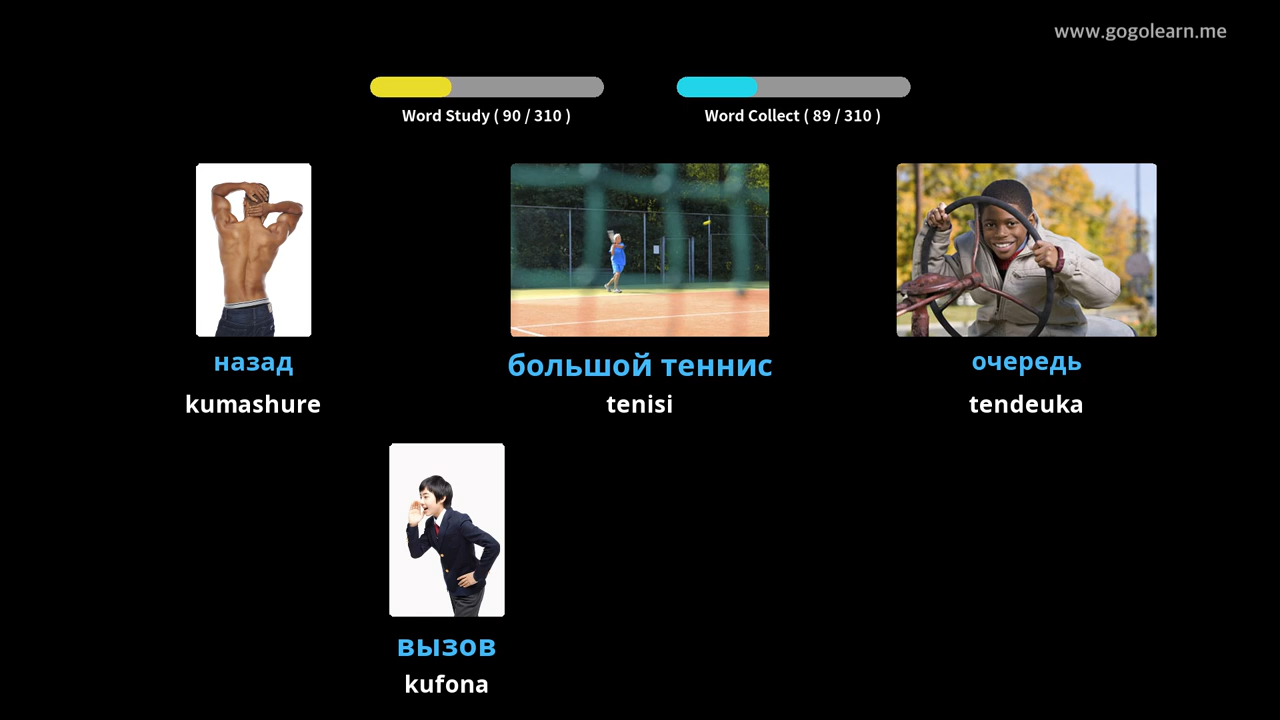 www.gogolearn.me
Word Study ( 90 / 310 )
Word Collect ( 89 / 310 )
назад
kumashure
большой теннис
tenisi
очередь
tendeuka
вызов
kufona